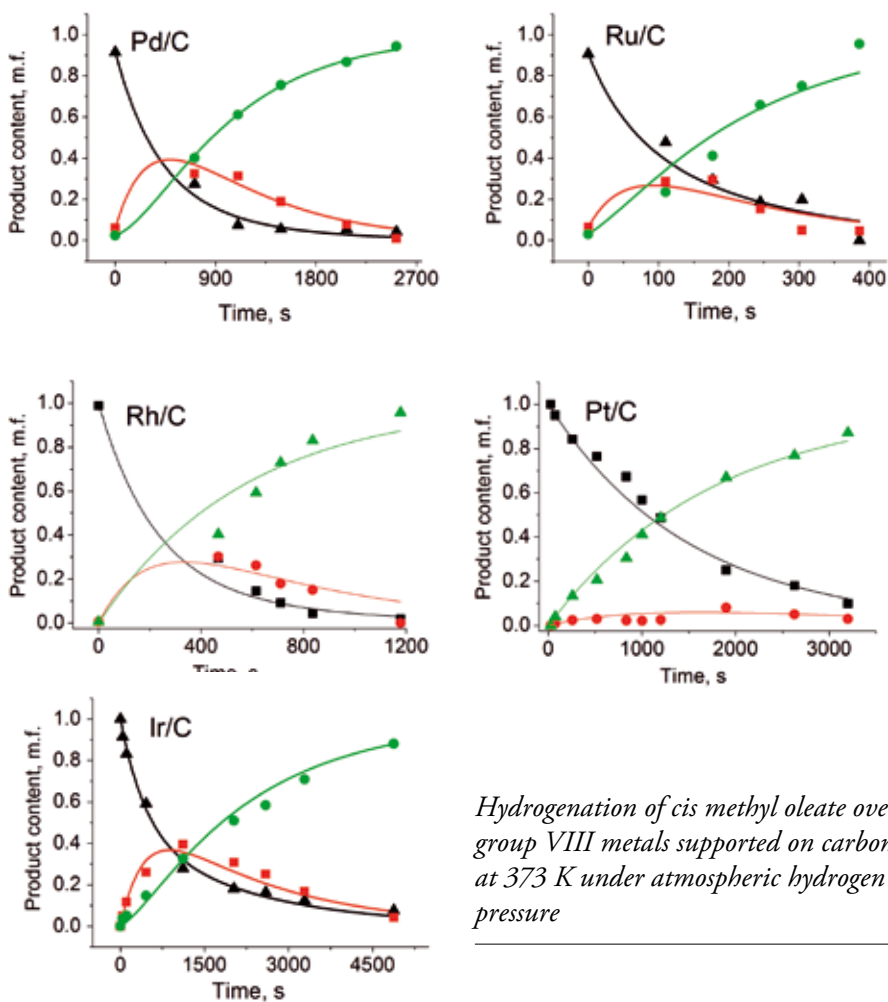 Pd/C
Product content, m.f.
1.0
0.8
0.6
0.4
0.2
0.0
0
900
1800
2700
Time, s
Ru/C
Product content, m.f.
1.0
0.8
0.6
0.4
0.2
0.0
0
100
200
300
400
Time, s
Rh/C
Product content, m.f.
1.0
0.8
0.6
0.4
0.2
0.0
0
400
800
1200
Pt/C
Product content, m.f.
1.0
0.8
0.6
0.4
0.2
0.0
0
1000
2000
3000
Time, s
Ir/C
Product content, m.f.
1.0
0.8
0.6
0.4
0.2
0.0
0
1500
3000
4500
Time, s
Hydrogenation of cis methyl oleate ove
group VIII metals supported on carbon
at 373 K under atmospheric hydrogen
pressure